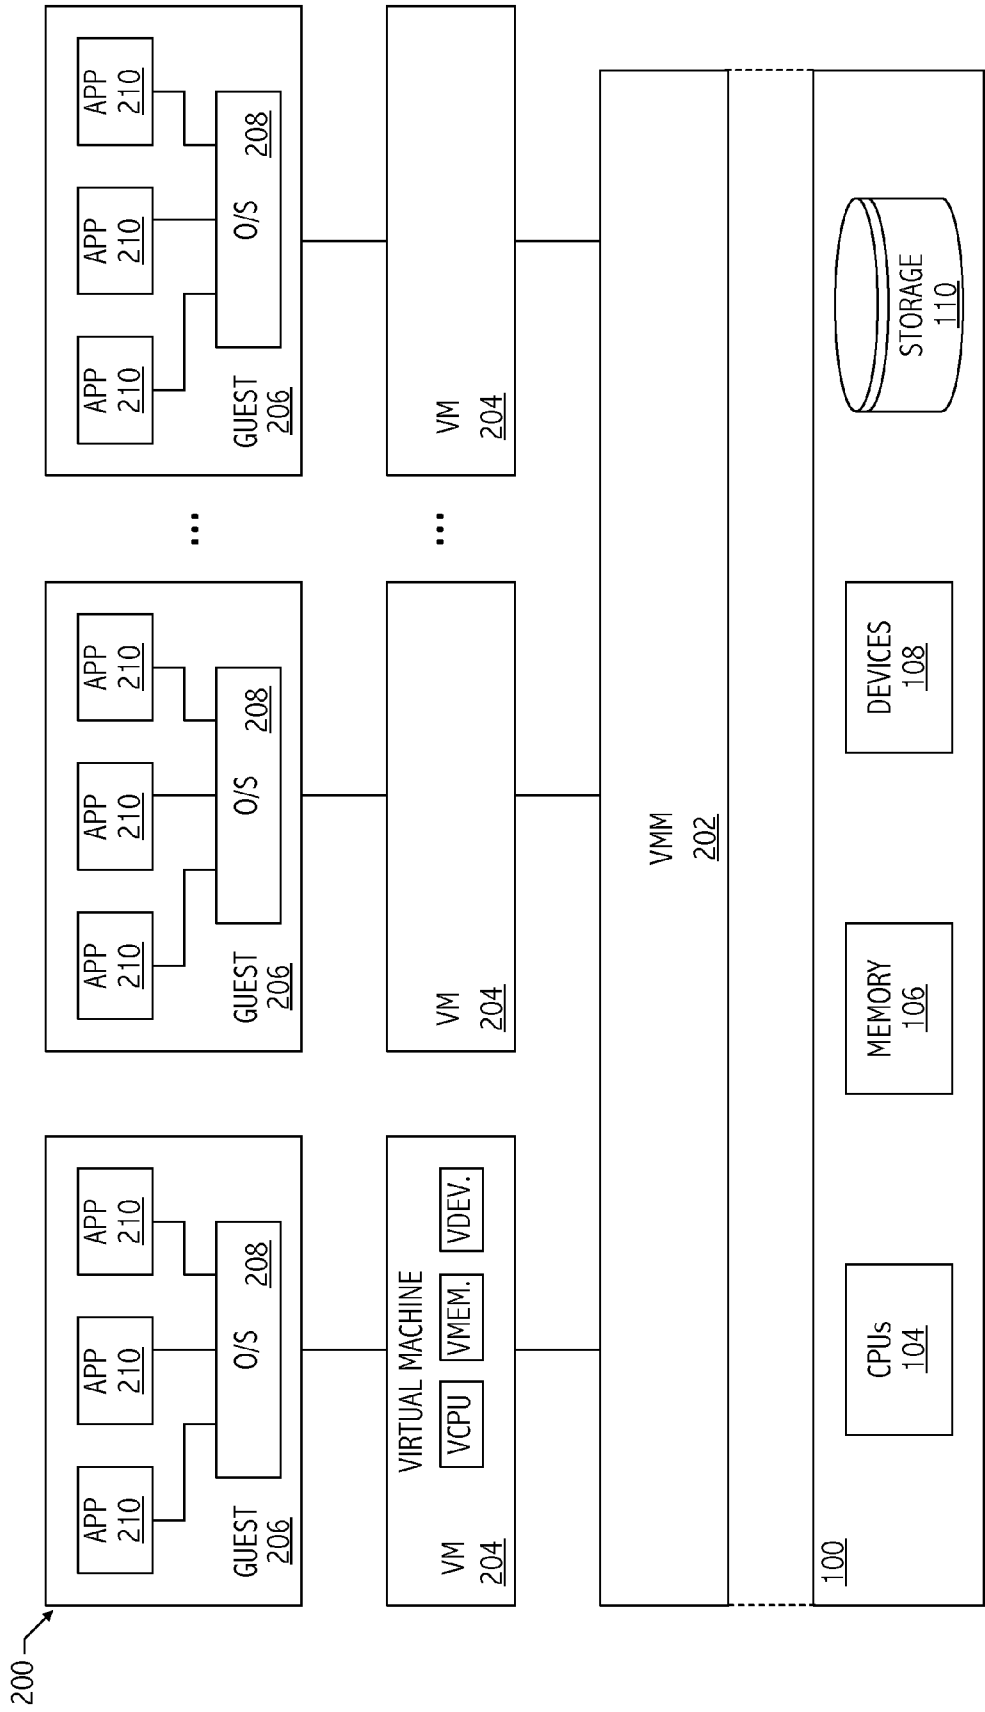 200
APP
210
APP
210
APP
210
O/S
208
GUEST
206
APP
210
APP
210
APP
210
O/S
208
GUEST
206
...
APP
210
APP
210
APP
210
O/S
208
GUEST
206
VIRTUAL MACHINE
VCPU
VMEM.
VDEV.
VM
204
VM
204
...
VM
204
VMM
202
100
CPUs
104
MEMORY
106
DEVICES
108
STORAGE
110